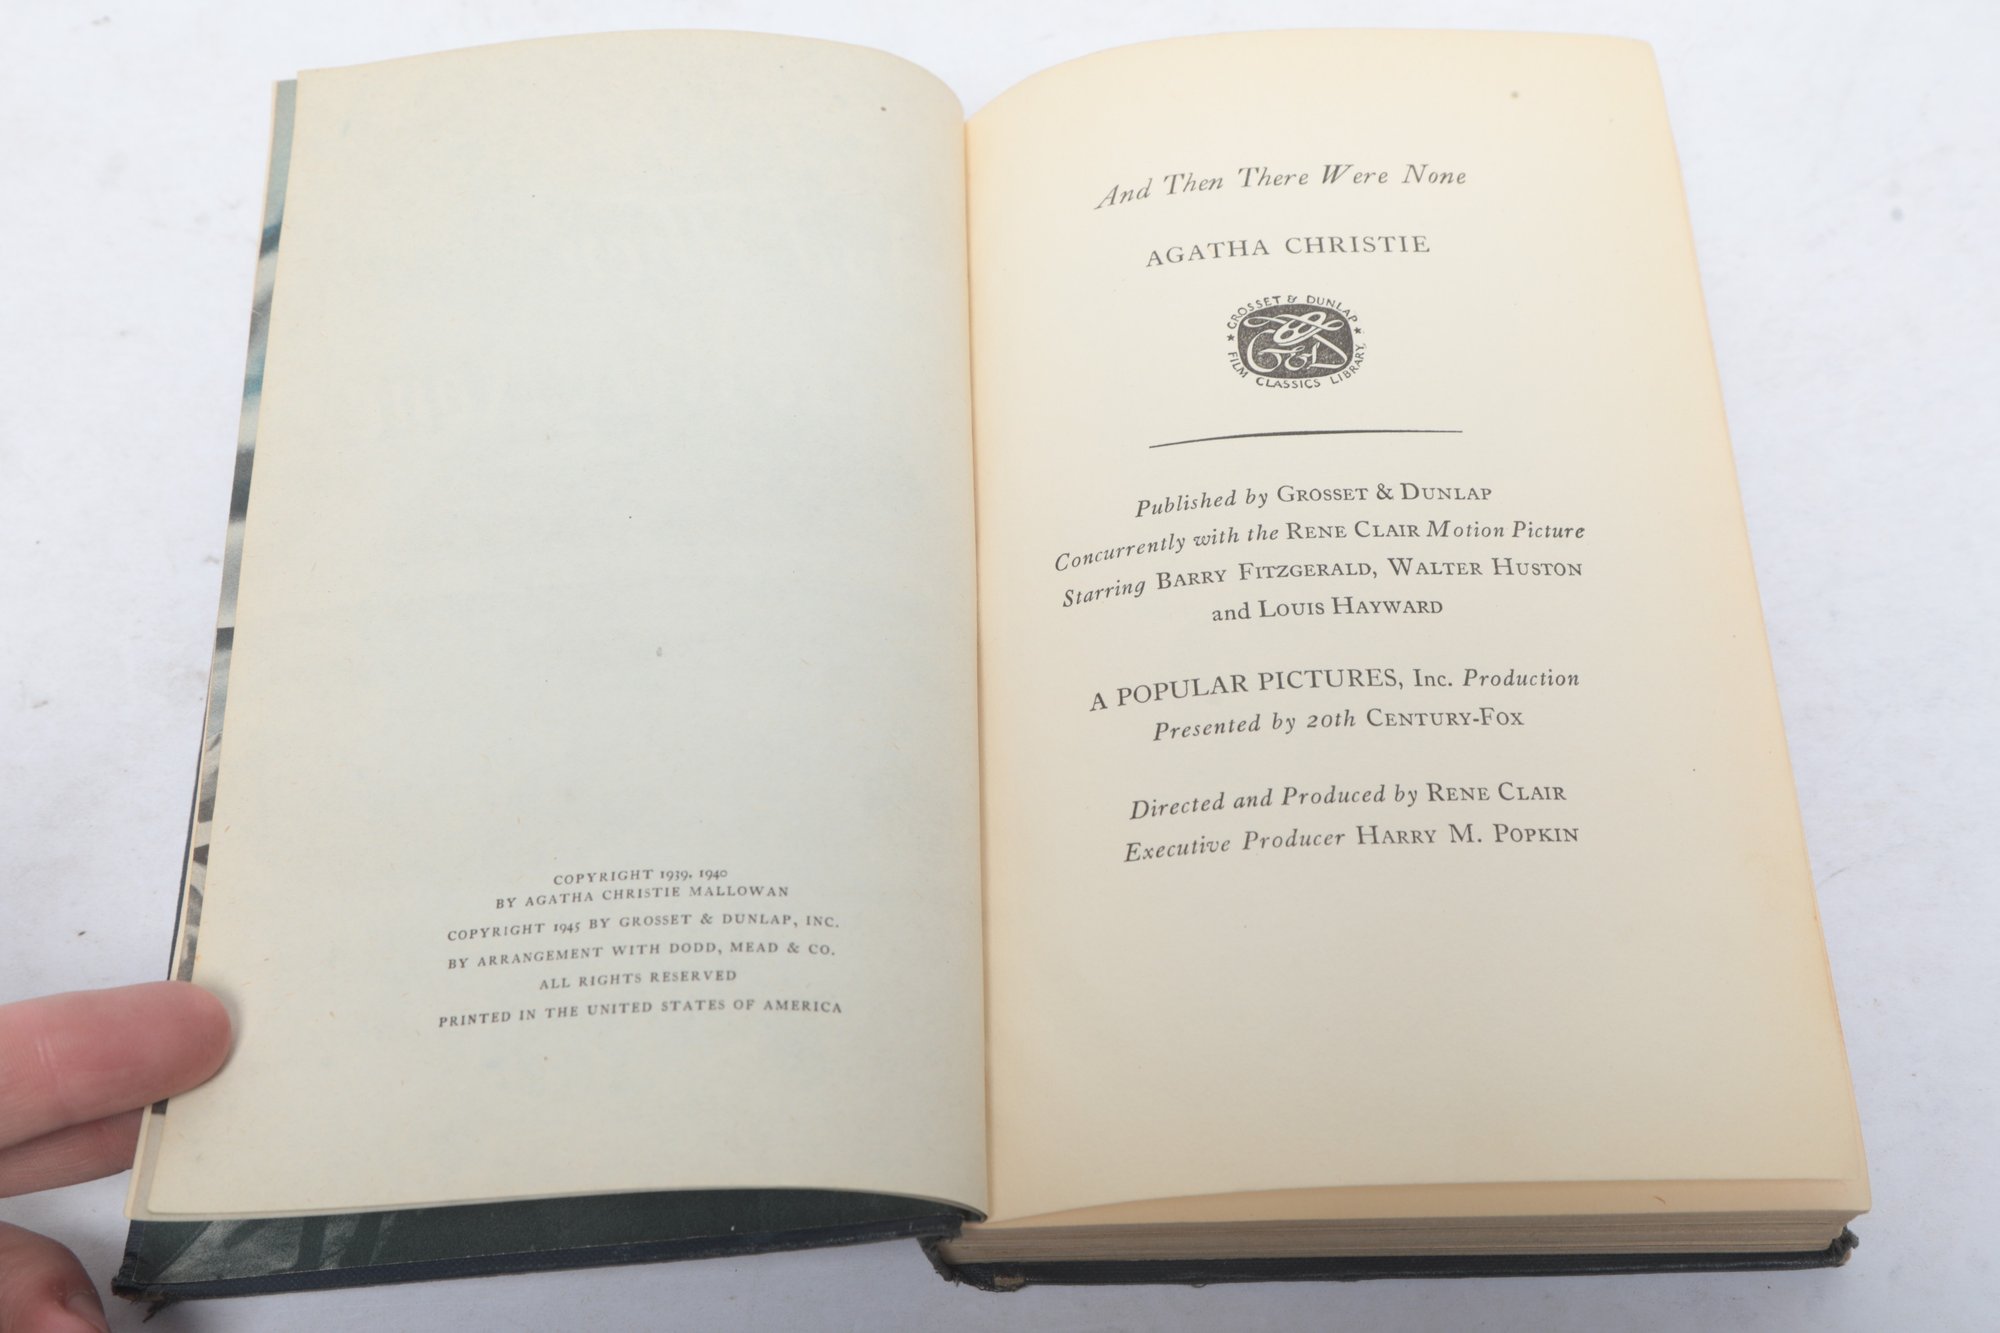 COPYRIGHT 1939, 1940
BY AGATHA CHRISTIE MALLOWAN
COPYRIGHT 1945 BY GROSSET & DUNLAP, INC.
BY ARRANGEMENT WITH DODD, MEAD & CO.
ALL RIGHTS RESERVED
PRINTED IN THE UNITED STATES OF AMERICA
And Then There Were None
AGATHA CHRISTIE
GROSSET & DUNLAP
G&D
★ FILM CLASSICS LIBRARY ★
Published by GROSSET & DUNLAP
Concurrently with the RENE CLAIR Motion Picture
Starring BARRY FITZGERALD, WALTER HUSTON
and LOUIS HAYWARD
A POPULAR PICTURES, Inc. Production
Presented by 20th CENTURY-FOX
Directed and Produced by RENE CLAIR
Executive Producer HARRY M. POPKIN